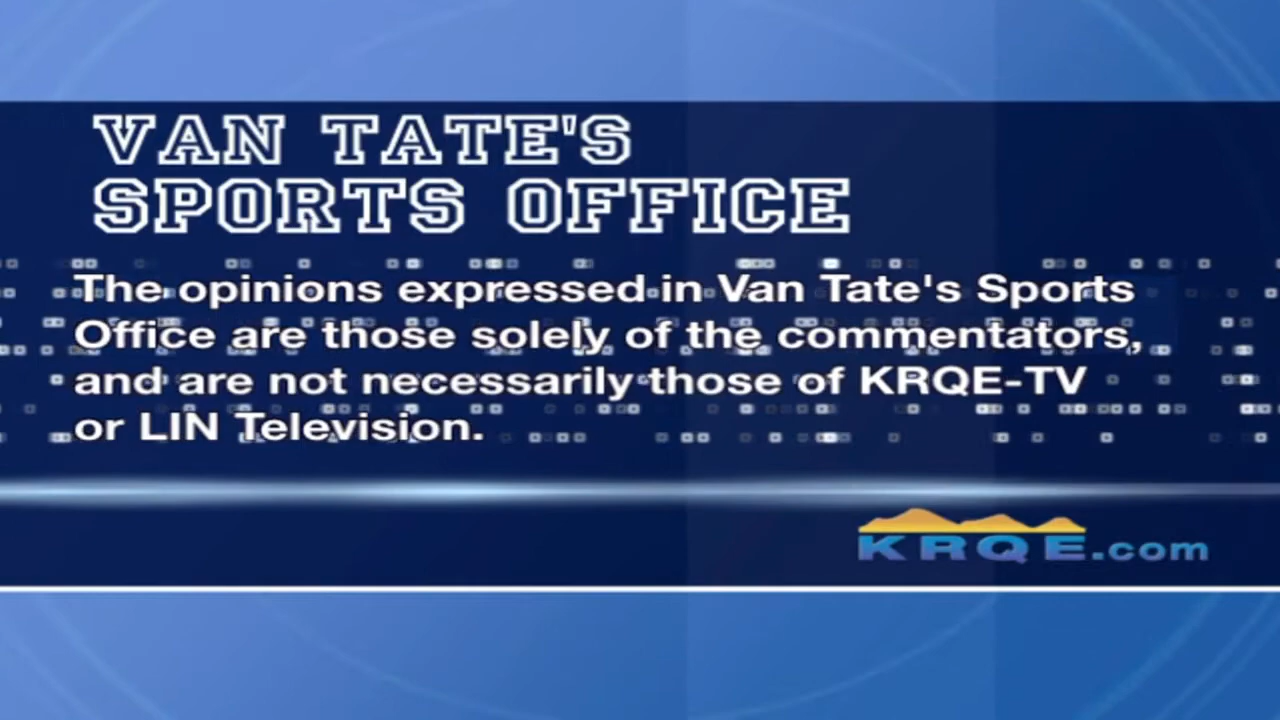 VAN TATE'S
SPORTS OFFICE
The opinions expressed in Van Tate's Sports
Office are those solely of the commentators,
and are not necessarily those of KRQE-TV
or LIN Television.
KRQE.com